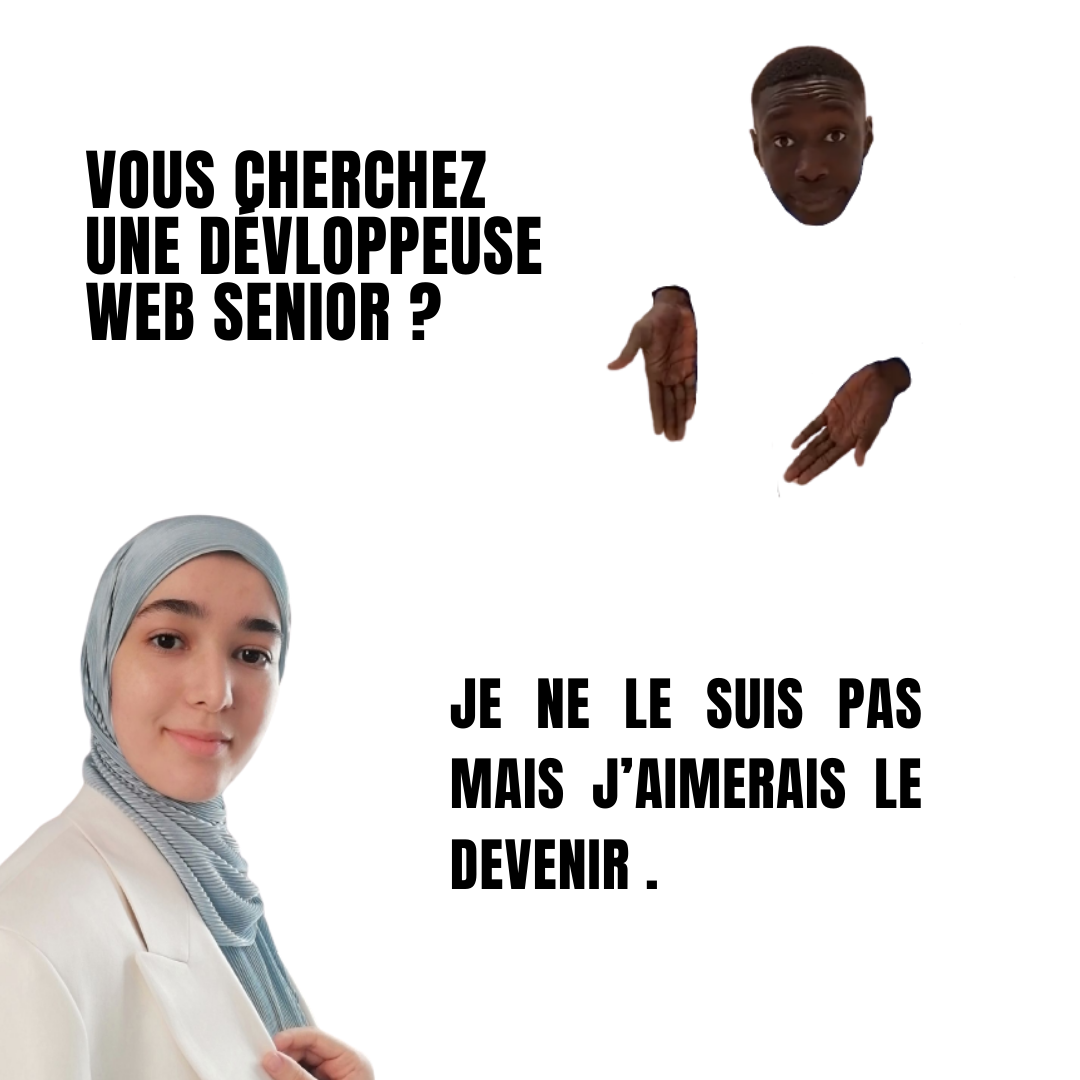 VOUS CHERCHEZ
UNE DÉVLOPPEUSE
WEB SENIOR ?
JE NE LE SUIS PAS
MAIS J’AIMERAIS LE
DEVENIR .